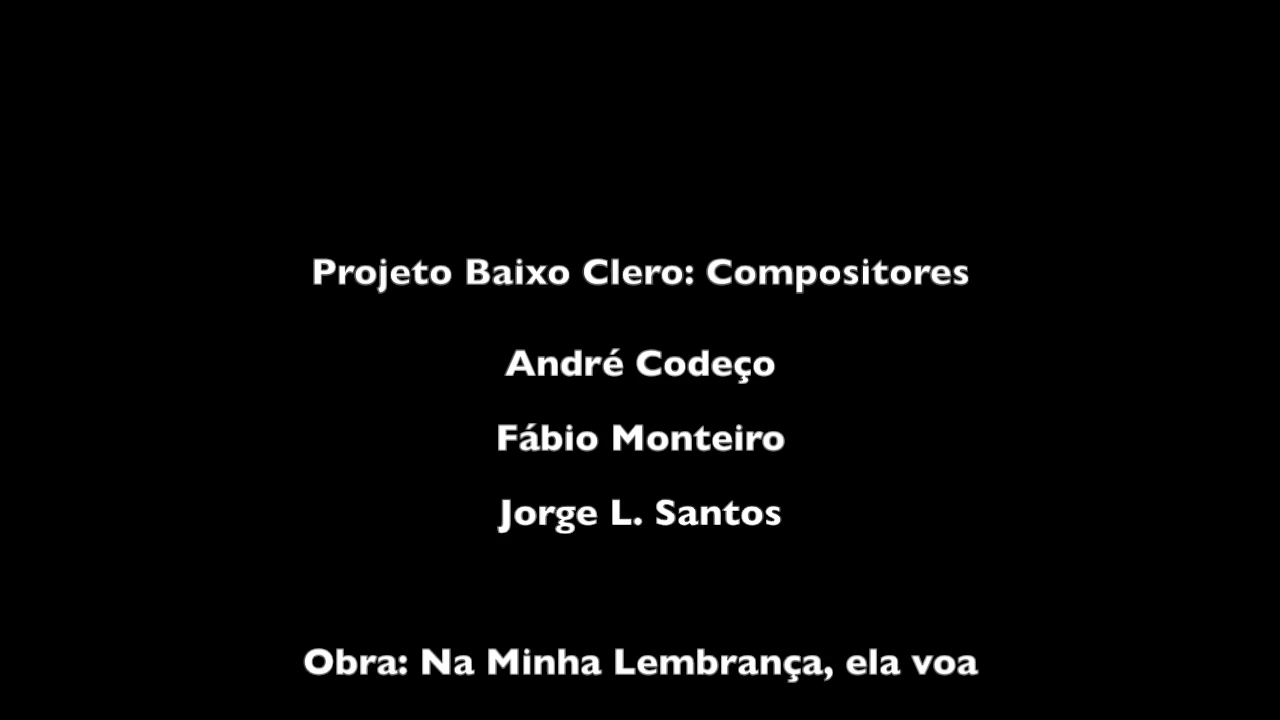 Projeto Baixo Clero: Compositores
André Codeço
Fábio Monteiro
Jorge L. Santos
Obra: Na Minha Lembrança, ela voa